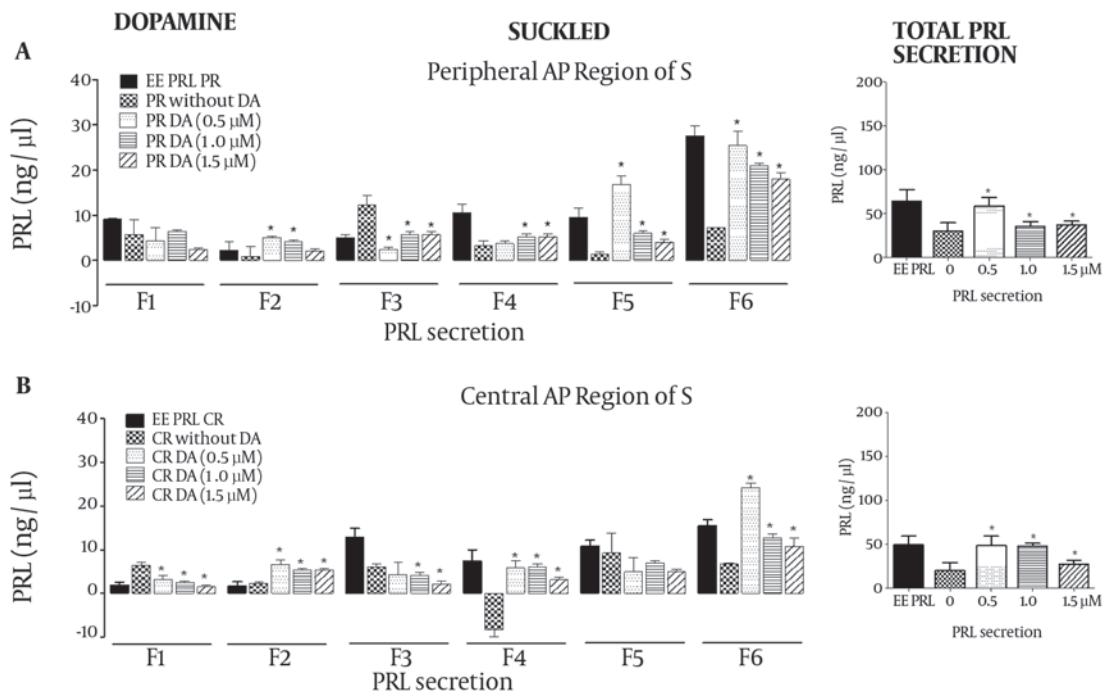 DOPAMINE
SUCKLED
TOTAL PRL
SECRETION
A
Peripheral AP Region of S
PRL (ng/μl)
40
30
20
10
0
-10
EE PRL PR
PR without DA
PR DA (0.5 μM)
PR DA (1.0 μM)
PR DA (1.5 μM)
* * * * * * * * * * * * *
F1 F2 F3 F4 F5 F6
PRL secretion
PRL (ng/μl)
200
150
100
50
0
* * *
EE PRL 0 0.5 1.0 1.5 μM
PRL secretion
B
Central AP Region of S
PRL (ng/μl)
40
30
20
10
0
-10
EE PRL CR
CR without DA
CR DA (0.5 μM)
CR DA (1.0 μM)
CR DA (1.5 μM)
* * * * * * * * * * * * * *
F1 F2 F3 F4 F5 F6
PRL secretion
PRL (ng/μl)
200
150
100
50
0
* * *
EE PRL 0 0.5 1.0 1.5 μM
PRL secretion